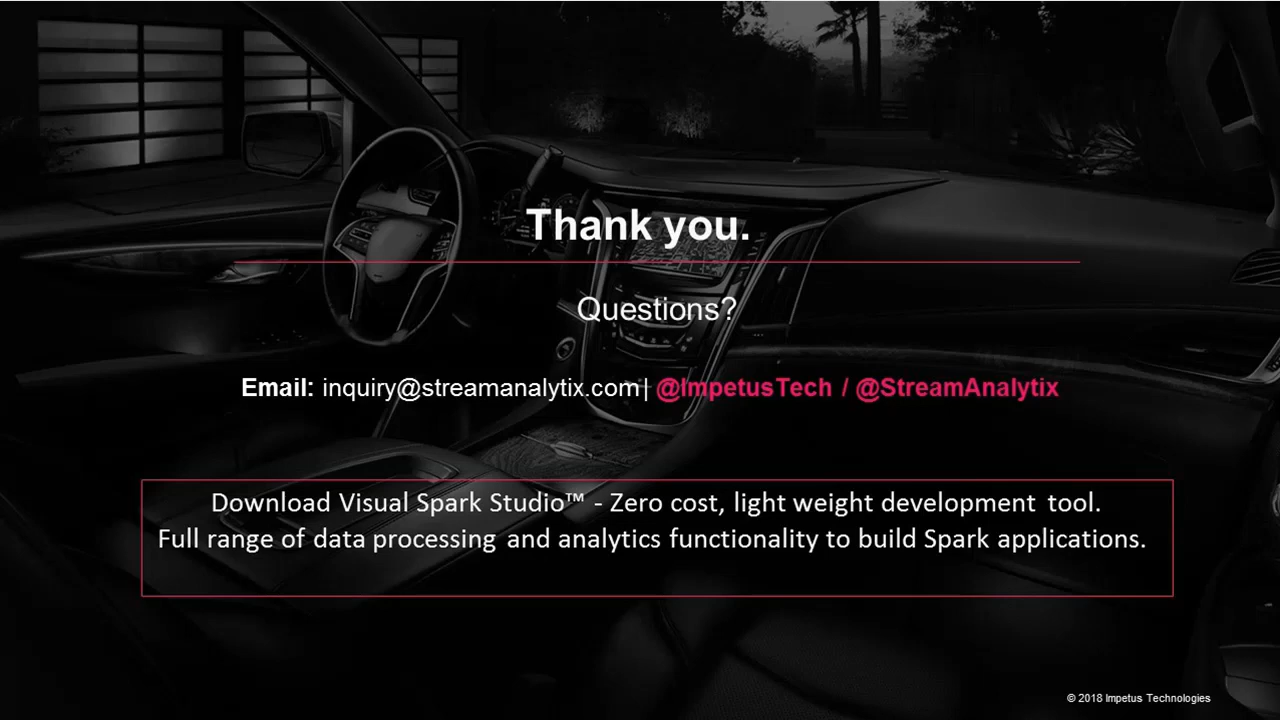 Thank you.
Questions?
Email: inquiry@streamanalytix.com| @ImpetusTech / @StreamAnalytix
Download Visual Spark Studio™ - Zero cost, light weight development tool.
Full range of data processing and analytics functionality to build Spark applications.
© 2018 Impetus Technologies